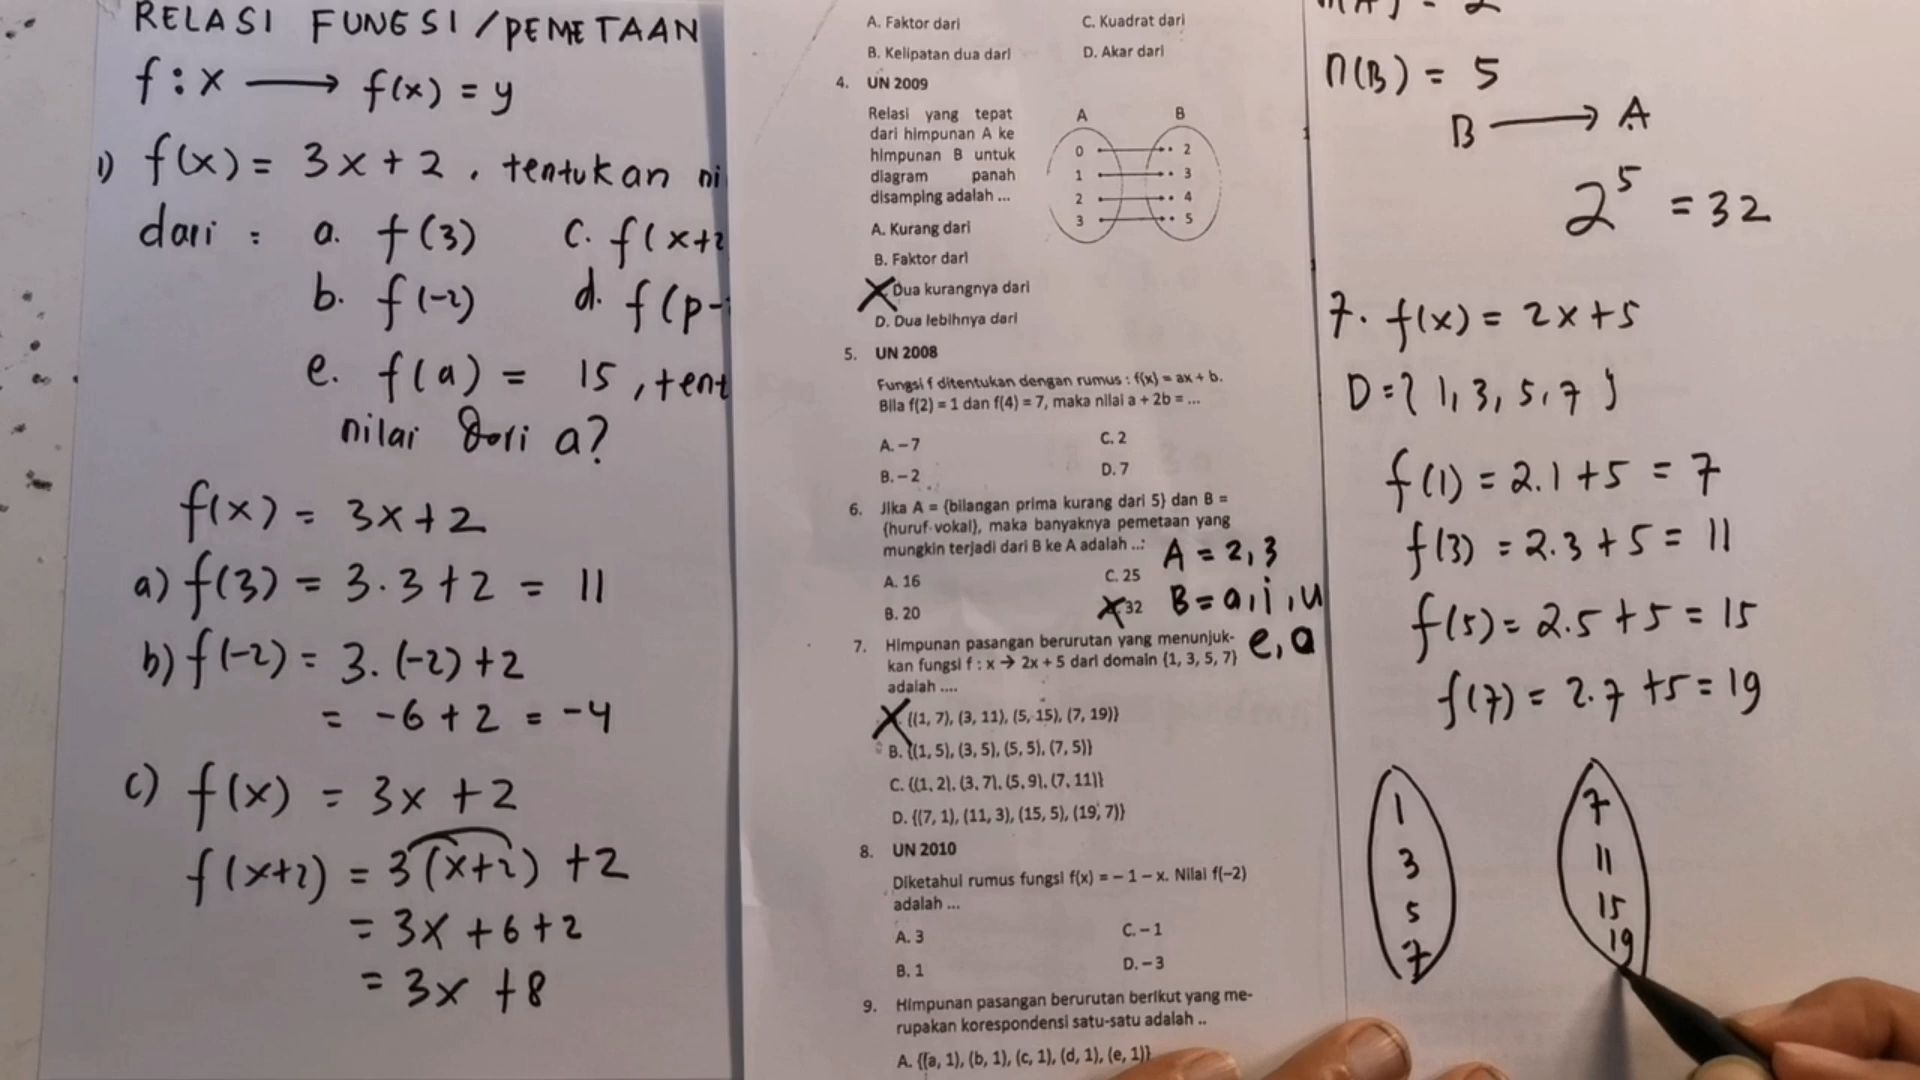 RELASI FUNGSI/PEMETAAN
f : x → f(x) = y
1) f(x) = 3x + 2 , tentukan ni
dari : a. f(3) c. f(x+2
b. f(-2) d. f(p-
e. f(a) = 15 , tent
nilai dari a?
f(x) = 3x + 2
a) f(3) = 3 . 3 + 2 = 11
b) f(-2) = 3. (-2) + 2
= -6 + 2 = -4
c) f(x) = 3x + 2
f(x+2) = 3(x+2) + 2
= 3x + 6 + 2
= 3x + 8
A. Faktor dari C. Kuadrat dari
B. Kelipatan dua dari D. Akar dari
4. UN 2009
Relasi yang tepat
dari himpunan A ke
himpunan B untuk
diagram panah
disamping adalah ...
A B
0 2
1 3
2 4
3 5
A. Kurang dari
B. Faktor dari
Dua kurangnya dari
D. Dua lebihnya dari
5. UN 2008
Fungsi f ditentukan dengan rumus : f(x) = ax + b.
Bila f(2) = 1 dan f(4) = 7, maka nilai a + 2b = ...
A. – 7 C. 2
B. – 2 D. 7
6. Jika A = {bilangan prima kurang dari 5} dan B =
{huruf vokal}, maka banyaknya pemetaan yang
mungkin terjadi dari B ke A adalah ...
A. 16 C. 25
B. 20 32
A = 2, 3
B = a, i, u
e, o
7. Himpunan pasangan berurutan yang menunjuk-
kan fungsi f : x → 2x + 5 dari domain {1, 3, 5, 7}
adalah ....
{(1, 7), (3, 11), (5, 15), (7, 19)}
B. {(1, 5), (3, 5), (5, 5), (7, 5)}
C. {(1, 2), (3, 7), (5, 9), (7, 11)}
D. {(7, 1), (11, 3), (15, 5), (19, 7)}
8. UN 2010
Diketahui rumus fungsi f(x) = – 1 – x. Nilai f(–2)
adalah ...
A. 3 C. – 1
B. 1 D. – 3
9. Himpunan pasangan berurutan berikut yang me-
rupakan korespondensi satu-satu adalah ..
A. {(a, 1), (b, 1), (c, 1), (d, 1), (e, 1)}
n(B) = 5
B → A
2⁵ = 32
7. f(x) = 2x + 5
D = { 1, 3, 5, 7 }
f(1) = 2.1 + 5 = 7
f(3) = 2.3 + 5 = 11
f(5) = 2.5 + 5 = 15
f(7) = 2.7 + 5 = 19
1 7
3 11
5 15
7 19